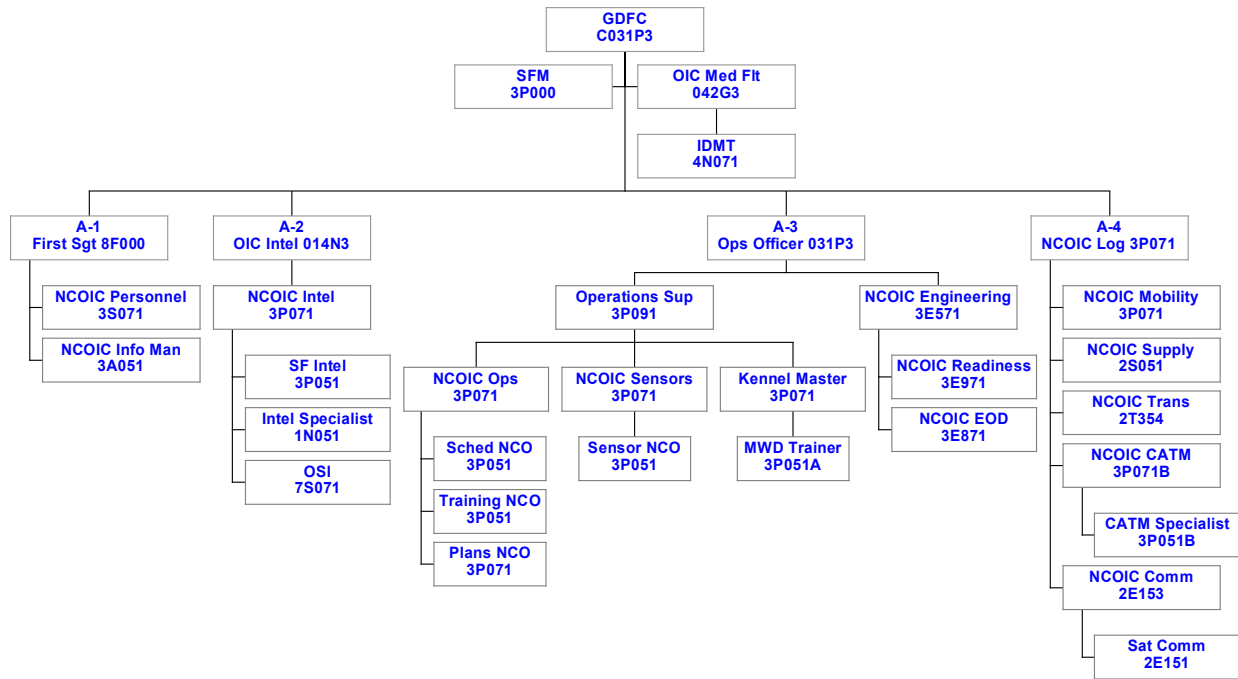 GDFC
C031P3
SFM
3P000
OIC Med Flt
042G3
IDMT
4N071
A-1
First Sgt 8F000
NCOIC Personnel
3S071
NCOIC Info Man
3A051
A-2
OIC Intel 014N3
NCOIC Intel
3P071
SF Intel
3P051
Intel Specialist
1N051
OSI
7S071
A-3
Ops Officer 031P3
Operations Sup
3P091
NCOIC Ops
3P071
Sched NCO
3P051
Training NCO
3P051
Plans NCO
3P071
NCOIC Sensors
3P071
Sensor NCO
3P051
Kennel Master
3P071
MWD Trainer
3P051A
NCOIC Engineering
3E571
NCOIC Readiness
3E971
NCOIC EOD
3E871
A-4
NCOIC Log 3P071
NCOIC Mobility
3P071
NCOIC Supply
2S051
NCOIC Trans
2T354
NCOIC CATM
3P071B
CATM Specialist
3P051B
NCOIC Comm
2E153
Sat Comm
2E151